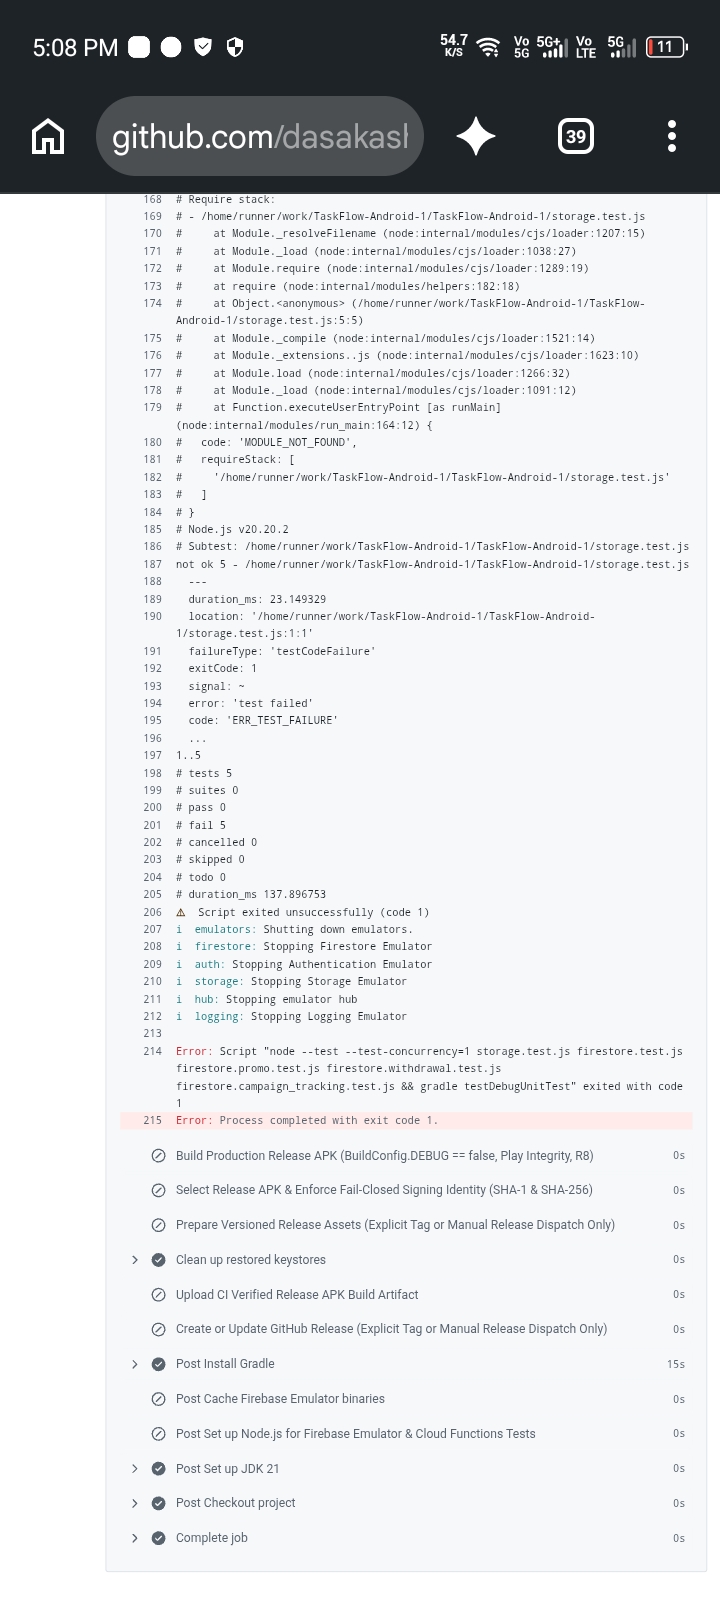 5:08 PM 54.7 K/S Vo 5G 5G+ Vo LTE 5G 11
github.com/dasakash 39
168 # Require stack:
169 # - /home/runner/work/TaskFlow-Android-1/TaskFlow-Android-1/storage.test.js
170 #     at Module._resolveFilename (node:internal/modules/cjs/loader:1207:15)
171 #     at Module._load (node:internal/modules/cjs/loader:1038:27)
172 #     at Module.require (node:internal/modules/cjs/loader:1289:19)
173 #     at require (node:internal/modules/helpers:182:18)
174 #     at Object.<anonymous> (/home/runner/work/TaskFlow-Android-1/TaskFlow-
Android-1/storage.test.js:5:5)
175 #     at Module._compile (node:internal/modules/cjs/loader:1521:14)
176 #     at Module._extensions..js (node:internal/modules/cjs/loader:1623:10)
177 #     at Module.load (node:internal/modules/cjs/loader:1266:32)
178 #     at Module._load (node:internal/modules/cjs/loader:1091:12)
179 #     at Function.executeUserEntryPoint [as runMain]
(node:internal/modules/run_main:164:12) {
180 #   code: 'MODULE_NOT_FOUND',
181 #   requireStack: [
182 #     '/home/runner/work/TaskFlow-Android-1/TaskFlow-Android-1/storage.test.js'
183 #   ]
184 # }
185 # Node.js v20.20.2
186 # Subtest: /home/runner/work/TaskFlow-Android-1/TaskFlow-Android-1/storage.test.js
187 not ok 5 - /home/runner/work/TaskFlow-Android-1/TaskFlow-Android-1/storage.test.js
188   ---
189   duration_ms: 23.149329
190   location: '/home/runner/work/TaskFlow-Android-1/TaskFlow-Android-
1/storage.test.js:1:1'
191   failureType: 'testCodeFailure'
192   exitCode: 1
193   signal: ~
194   error: 'test failed'
195   code: 'ERR_TEST_FAILURE'
196   ...
197 1..5
198 # tests 5
199 # suites 0
200 # pass 0
201 # fail 5
202 # cancelled 0
203 # skipped 0
204 # todo 0
205 # duration_ms 137.896753
206 ⚠  Script exited unsuccessfully (code 1)
207 i  emulators: Shutting down emulators.
208 i  firestore: Stopping Firestore Emulator
209 i  auth: Stopping Authentication Emulator
210 i  storage: Stopping Storage Emulator
211 i  hub: Stopping emulator hub
212 i  logging: Stopping Logging Emulator
213
214 Error: Script "node --test --test-concurrency=1 storage.test.js firestore.test.js
firestore.promo.test.js firestore.withdrawal.test.js
firestore.campaign_tracking.test.js && gradle testDebugUnitTest" exited with code
1
215 Error: Process completed with exit code 1.
Build Production Release APK (BuildConfig.DEBUG == false, Play Integrity, R8) 0s
Select Release APK & Enforce Fail-Closed Signing Identity (SHA-1 & SHA-256) 0s
Prepare Versioned Release Assets (Explicit Tag or Manual Release Dispatch Only) 0s
Clean up restored keystores 0s
Upload CI Verified Release APK Build Artifact 0s
Create or Update GitHub Release (Explicit Tag or Manual Release Dispatch Only) 0s
Post Install Gradle 15s
Post Cache Firebase Emulator binaries 0s
Post Set up Node.js for Firebase Emulator & Cloud Functions Tests 0s
Post Set up JDK 21 0s
Post Checkout project 0s
Complete job 0s